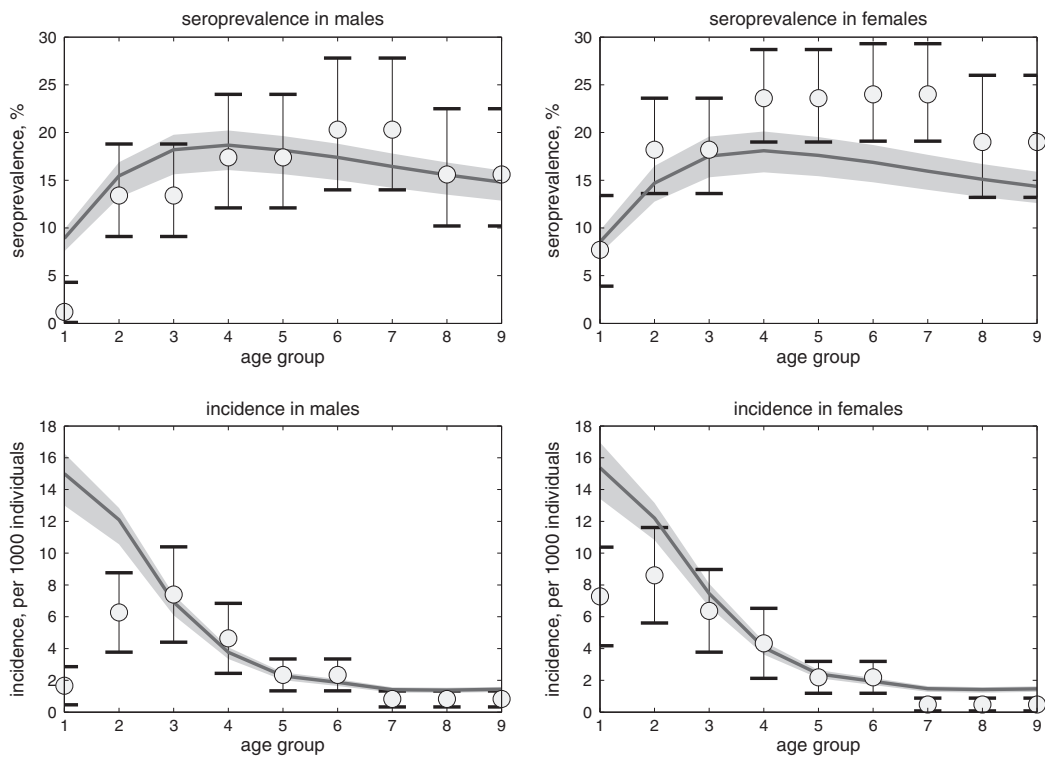 seroprevalence in males
seroprevalence, %
30
25
20
15
10
5
0
1 2 3 4 5 6 7 8 9
age group
seroprevalence in females
seroprevalence, %
30
25
20
15
10
5
0
1 2 3 4 5 6 7 8 9
age group
incidence in males
incidence, per 1000 individuals
18
16
14
12
10
8
6
4
2
0
1 2 3 4 5 6 7 8 9
age group
incidence in females
incidence, per 1000 individuals
18
16
14
12
10
8
6
4
2
0
1 2 3 4 5 6 7 8 9
age group